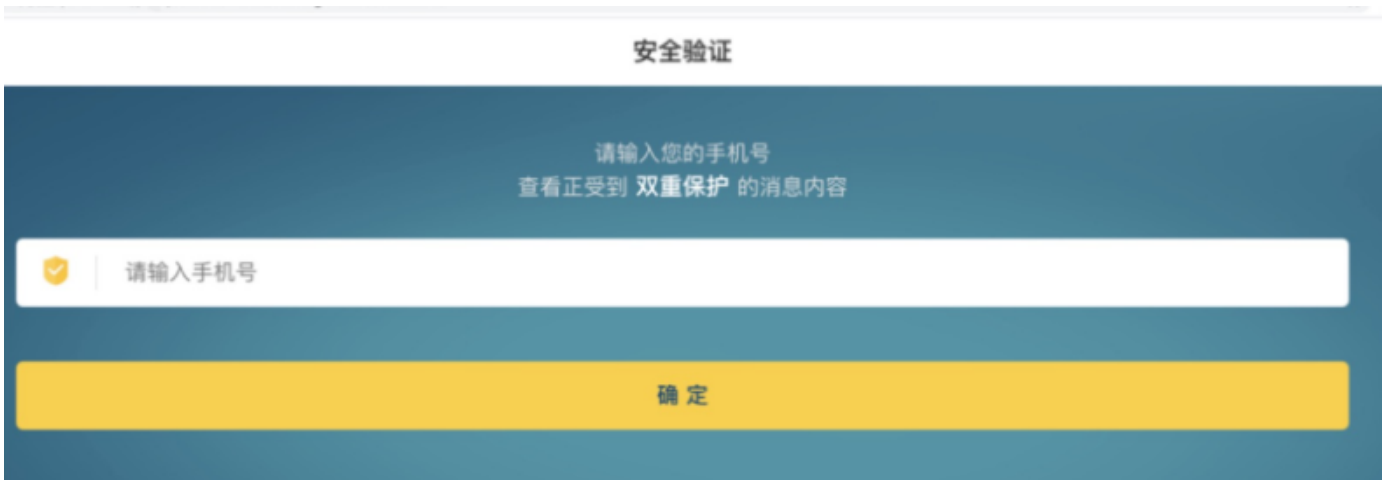 安全验证
请输入您的手机号
查看正受到 双重保护 的消息内容
请输入手机号
确 定